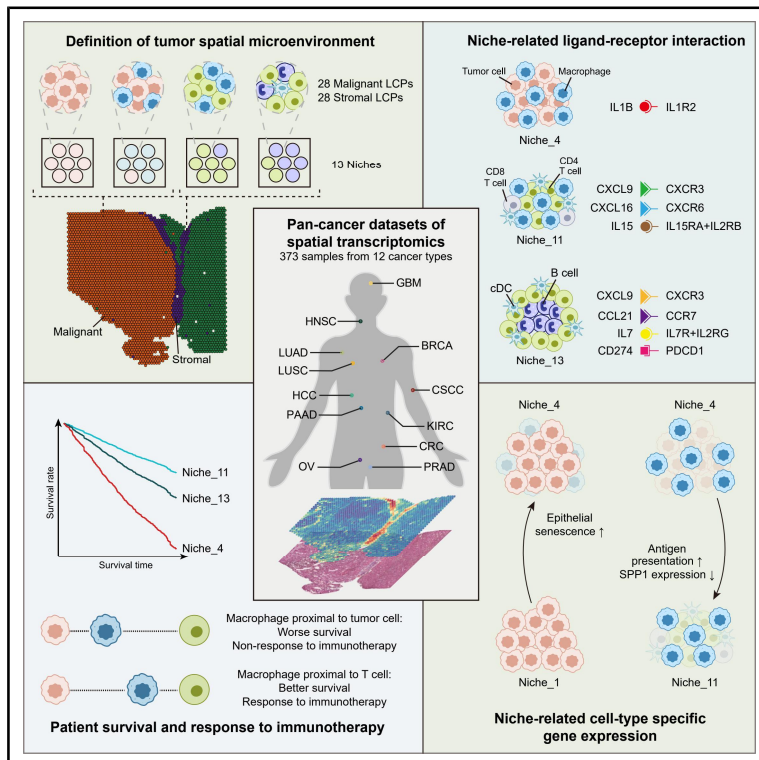 Definition of tumor spatial microenvironment
28 Malignant LCPs
28 Stromal LCPs
13 Niches
Malignant
Stromal
Niche-related ligand-receptor interaction
Tumor cell
Macrophage
Niche_4
IL1B IL1R2
CD8
T cell
CD4
T cell
Niche_11
CXCL9 CXCR3
CXCL16 CXCR6
IL15 IL15RA+IL2RB
cDC
B cell
Niche_13
CXCL9 CXCR3
CCL21 CCR7
IL7 IL7R+IL2RG
CD274 PDCD1
Pan-cancer datasets of
spatial transcriptomics
373 samples from 12 cancer types
GBM
HNSC
LUAD
BRCA
LUSC
CSCC
HCC
PAAD
KIRC
CRC
OV
PRAD
Survival rate
Survival time
Niche_11
Niche_13
Niche_4
Macrophage proximal to tumor cell:
Worse survival
Non-response to immunotherapy
Macrophage proximal to T cell:
Better survival
Response to immunotherapy
Patient survival and response to immunotherapy
Niche_4
Niche_4
Epithelial
senescence ↑
Antigen
presentation ↑
SPP1 expression ↓
Niche_1
Niche_11
Niche-related cell-type specific
gene expression